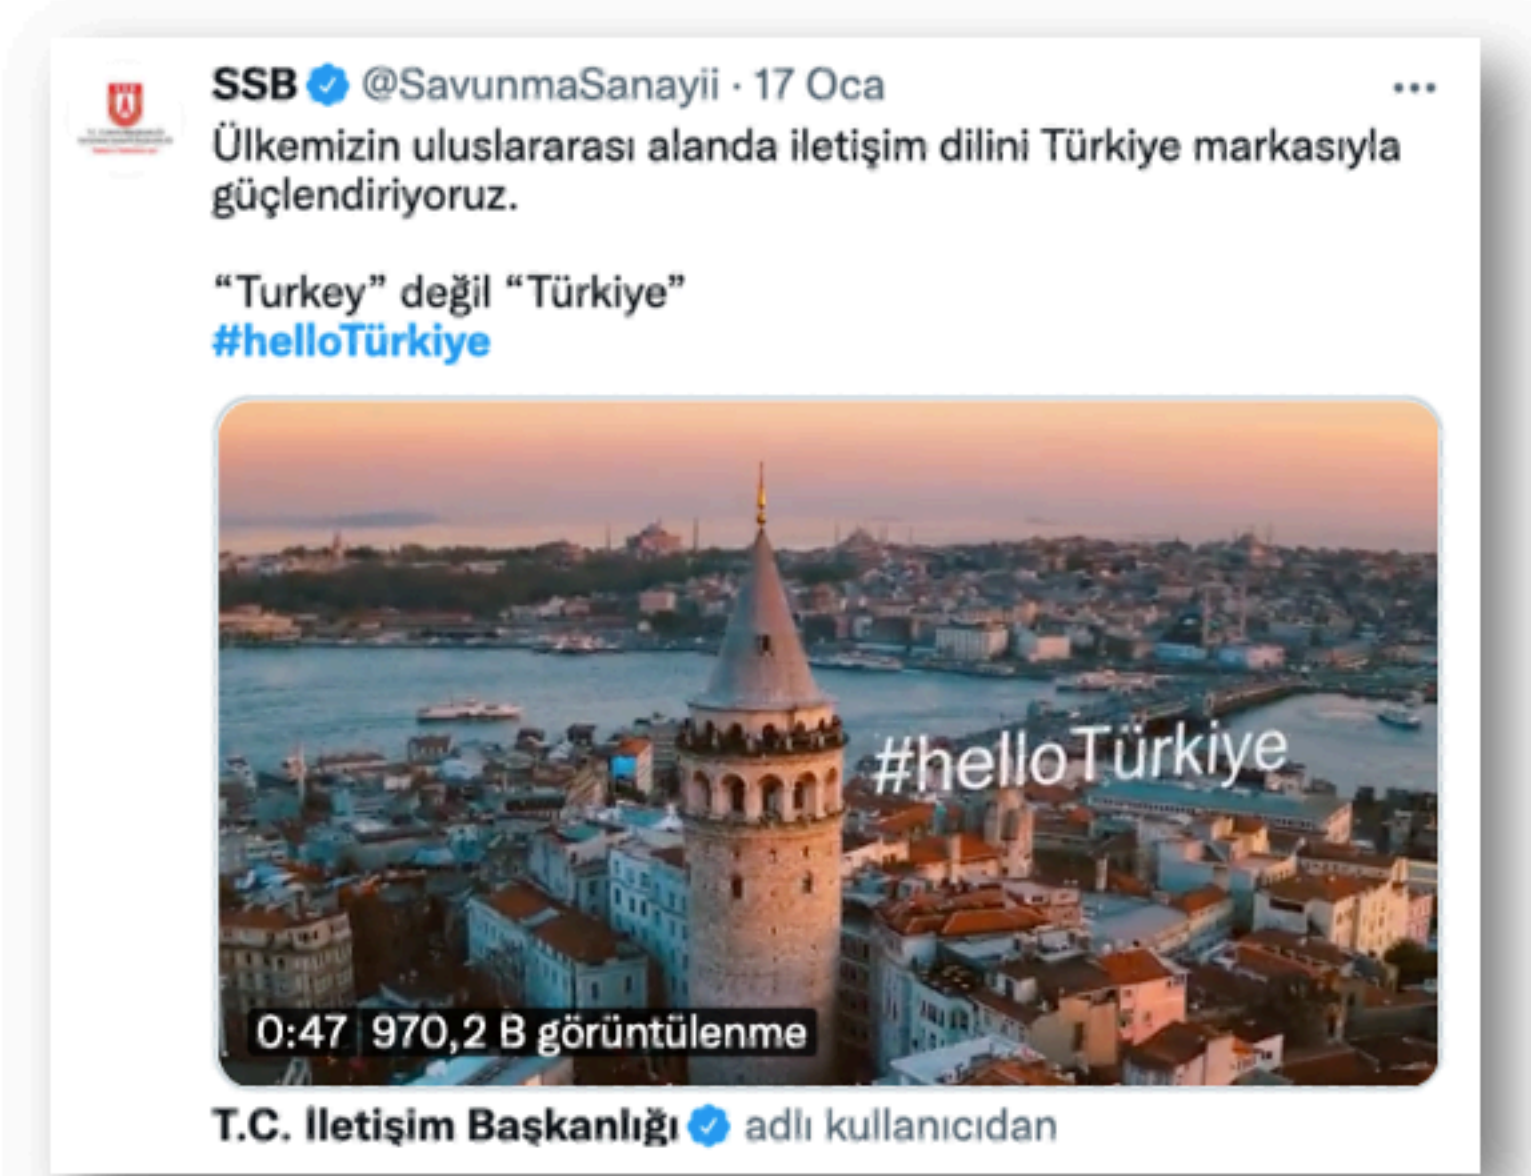 SSB @SavunmaSanayii · 17 Oca
Ülkemizin uluslararası alanda iletişim dilini Türkiye markasıyla
güçlendiriyoruz.
“Turkey” değil “Türkiye”
#helloTürkiye
#helloTürkiye
0:47 970,2 B görüntülenme
T.C. İletişim Başkanlığı adlı kullanıcıdan